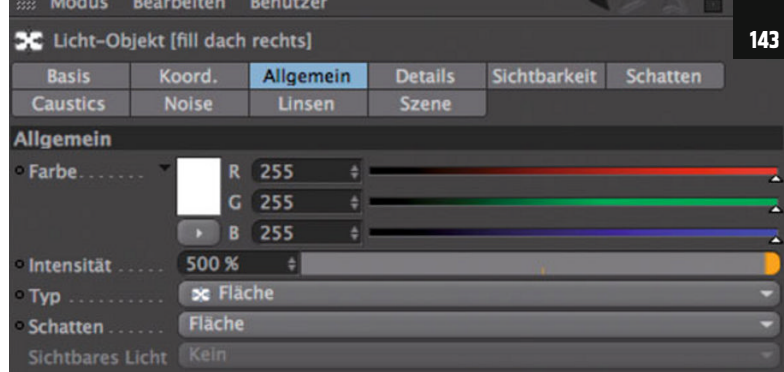 Modus Bearbeiten Benutzer
143
Licht-Objekt [fill dach rechts]
Basis Koord. Allgemein Details Sichtbarkeit Schatten
Caustics Noise Linsen Szene
Allgemein
Farbe....... R 255
G 255
B 255
Intensität..... 500 %
Typ.......... Fläche
Schatten...... Fläche
Sichtbares Licht Kein